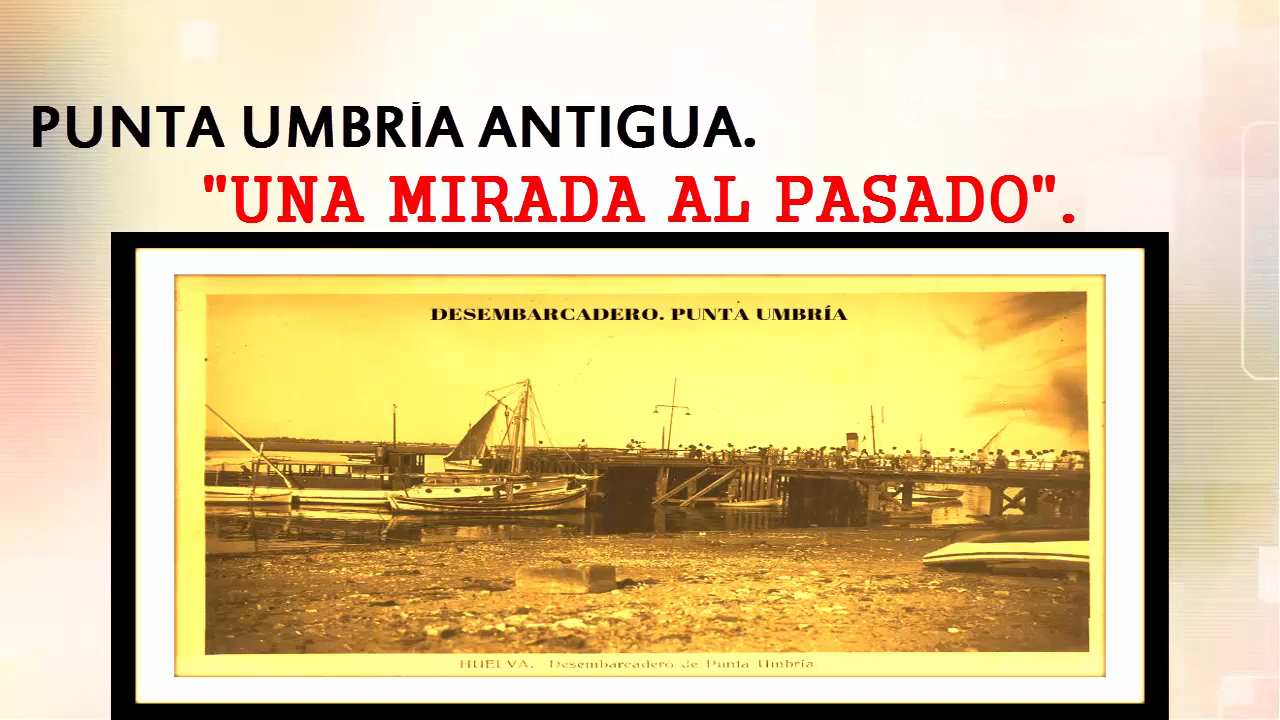 PUNTA UMBRÍA ANTIGUA.
"UNA MIRADA AL PASADO".
DESEMBARCADERO. PUNTA UMBRÍA
HUELVA. Desembarcadero de Punta Umbría